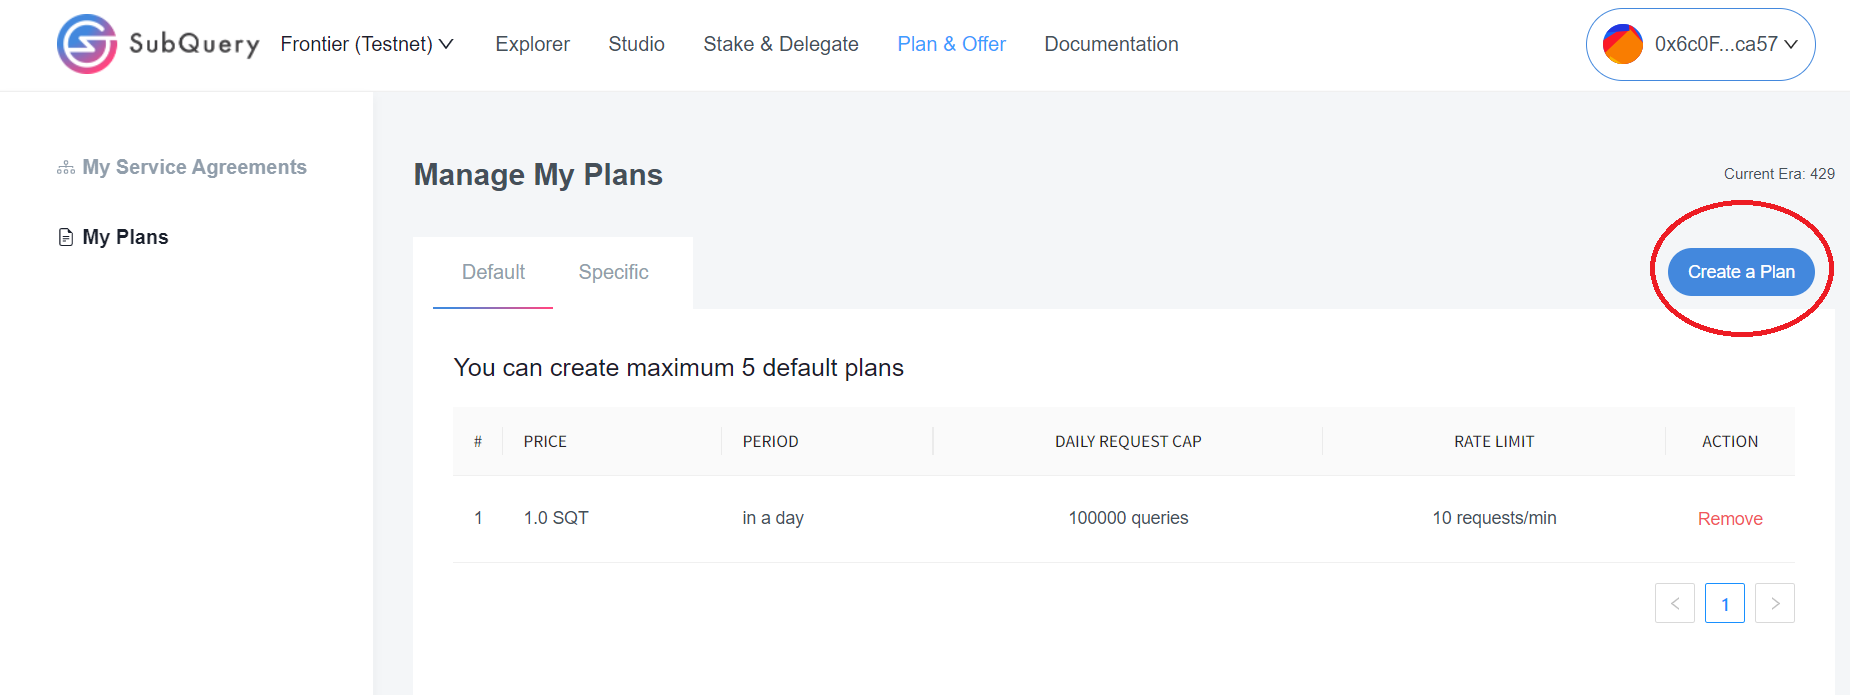 SubQuery Frontier (Testnet) Explorer Studio Stake & Delegate Plan & Offer Documentation 0x6c0F...ca57
My Service Agreements
My Plans
Manage My Plans
Current Era: 429
Default Specific
Create a Plan
You can create maximum 5 default plans
# PRICE PERIOD DAILY REQUEST CAP RATE LIMIT ACTION
1 1.0 SQT in a day 100000 queries 10 requests/min Remove
< 1 >